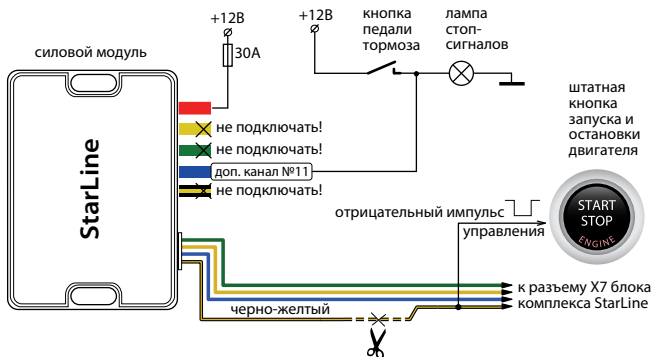 +12В
+12В
кнопка
педали
тормоза
лампа
стоп-
сигналов
силовой модуль
30А
StarLine
не подключать!
не подключать!
доп. канал №11
не подключать!
штатная
кнопка
запуска и
остановки
двигателя
START
STOP
ENGINE
отрицательный импульс
управления
к разъему Х7 блока
комплекса StarLine
черно-желтый